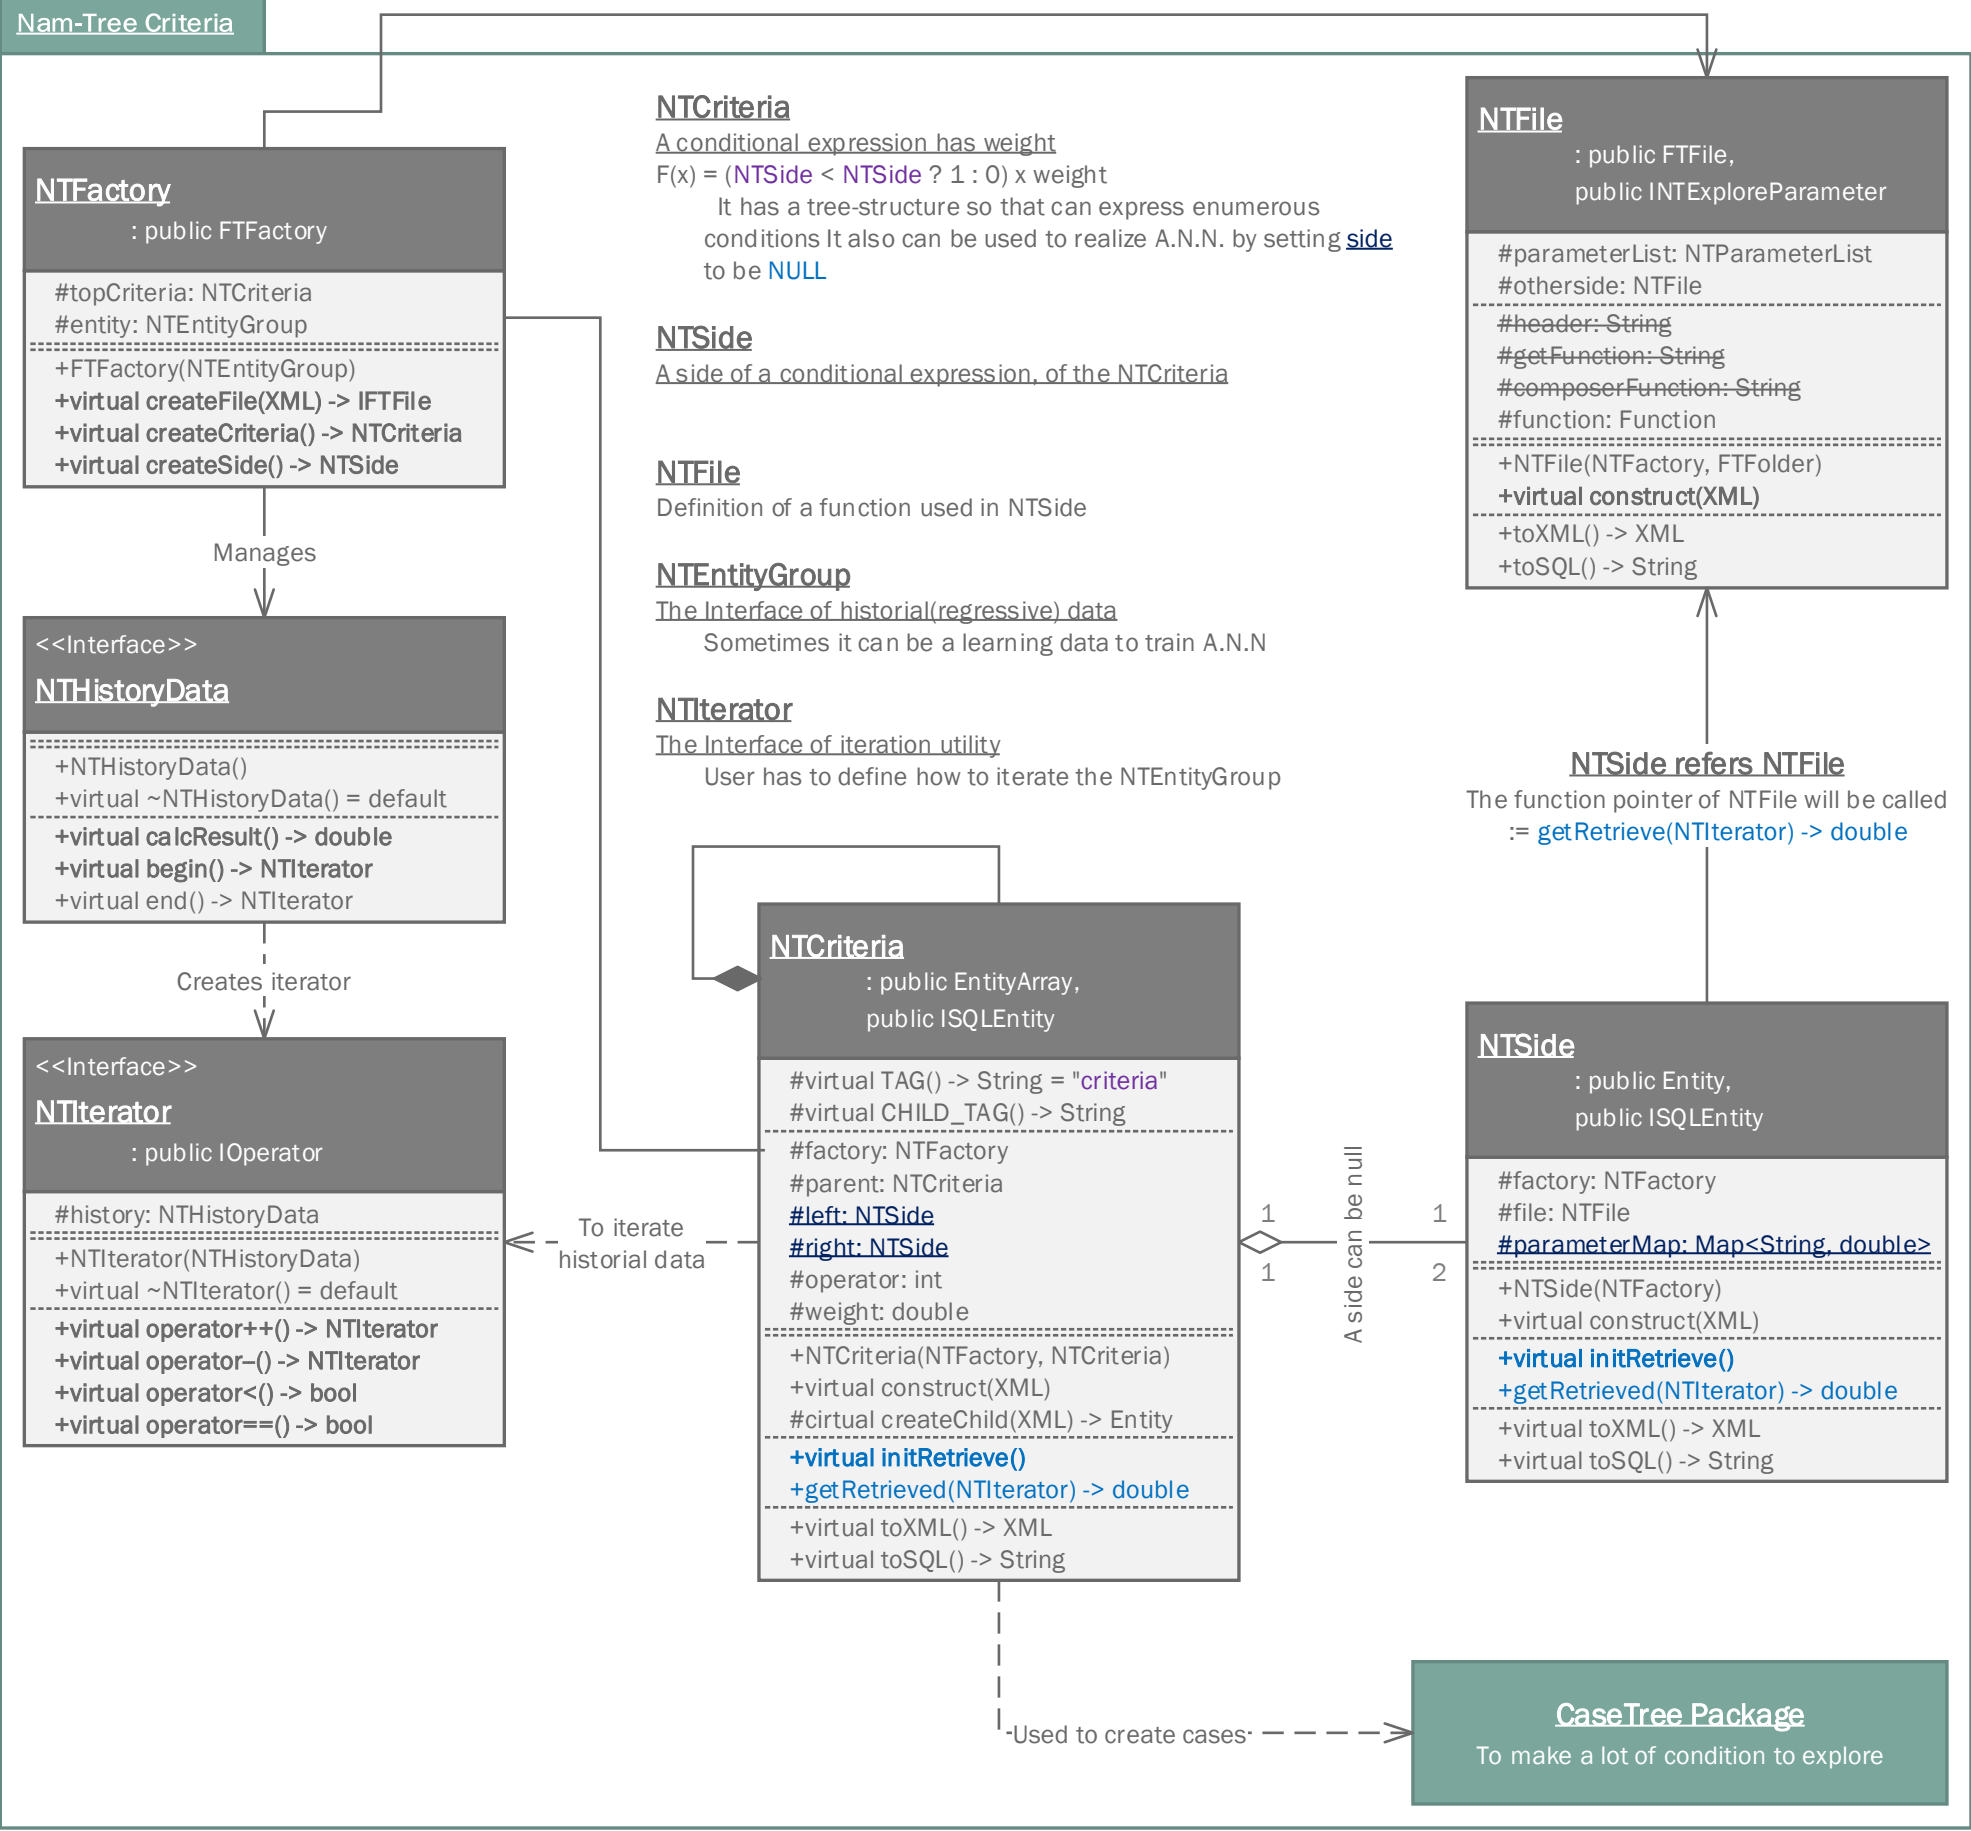 Nam-Tree Criteria
NTFactory
: public FTFactory
#topCriteria: NTCriteria
#entity: NTEntityGroup
+FTFactory(NTEntityGroup)
+virtual createFile(XML) -> IFTFile
+virtual createCriteria() -> NTCriteria
+virtual createSide() -> NTSide
Manages
<<Interface>>
NTHistoryData
+NTHistoryData()
+virtual ~NTHistoryData() = default
+virtual calcResult() -> double
+virtual begin() -> NTIterator
+virtual end() -> NTIterator
Creates iterator
<<Interface>>
NTIterator
: public IOperator
#history: NTHistoryData
+NTIterator(NTHistoryData)
+virtual ~NTIterator() = default
+virtual operator++() -> NTIterator
+virtual operator--() -> NTIterator
+virtual operator<() -> bool
+virtual operator==() -> bool
NTCriteria
A conditional expression has weight
F(x) = (NTSide < NTSide ? 1 : 0) x weight
It has a tree-structure so that can express enumerous
conditions It also can be used to realize A.N.N. by setting side
to be NULL
NTSide
A side of a conditional expression, of the NTCriteria
NTFile
Definition of a function used in NTSide
NTEntityGroup
The Interface of historial(regressive) data
Sometimes it can be a learning data to train A.N.N
NTIterator
The Interface of iteration utility
User has to define how to iterate the NTEntityGroup
To iterate
historial data
NTCriteria
: public EntityArray,
public ISQLEntity
#virtual TAG() -> String = "criteria"
#virtual CHILD_TAG() -> String
#factory: NTFactory
#parent: NTCriteria
#left: NTSide
#right: NTSide
#operator: int
#weight: double
+NTCriteria(NTFactory, NTCriteria)
+virtual construct(XML)
#cirtual createChild(XML) -> Entity
+virtual initRetrieve()
+getRetrieved(NTIterator) -> double
+virtual toXML() -> XML
+virtual toSQL() -> String
1
1
A side can be null
1
2
NTFile
: public FTFile,
public INTExploreParameter
#parameterList: NTParameterList
#otherside: NTFile
#header: String
#getFunction: String
#composerFunction: String
#function: Function
+NTFile(NTFactory, FTFolder)
+virtual construct(XML)
+toXML() -> XML
+toSQL() -> String
NTSide refers NTFile
The function pointer of NTFile will be called
:= getRetrieve(NTIterator) -> double
NTSide
: public Entity,
public ISQLEntity
#factory: NTFactory
#file: NTFile
#parameterMap: Map<String, double>
+NTSide(NTFactory)
+virtual construct(XML)
+virtual initRetrieve()
+getRetrieved(NTIterator) -> double
+virtual toXML() -> XML
+virtual toSQL() -> String
Used to create cases
CaseTree Package
To make a lot of condition to explore